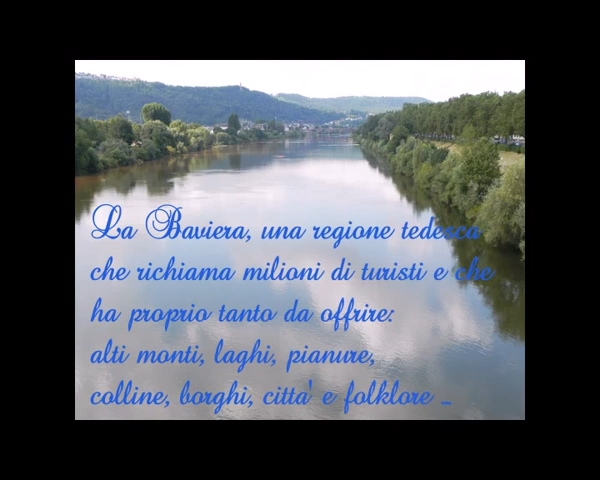 La Baviera, una regione tedesca
che richiama milioni di turisti e che
ha proprio tanto da offrire:
alti monti, laghi, pianure,
colline, borghi, citta' e folklore ...